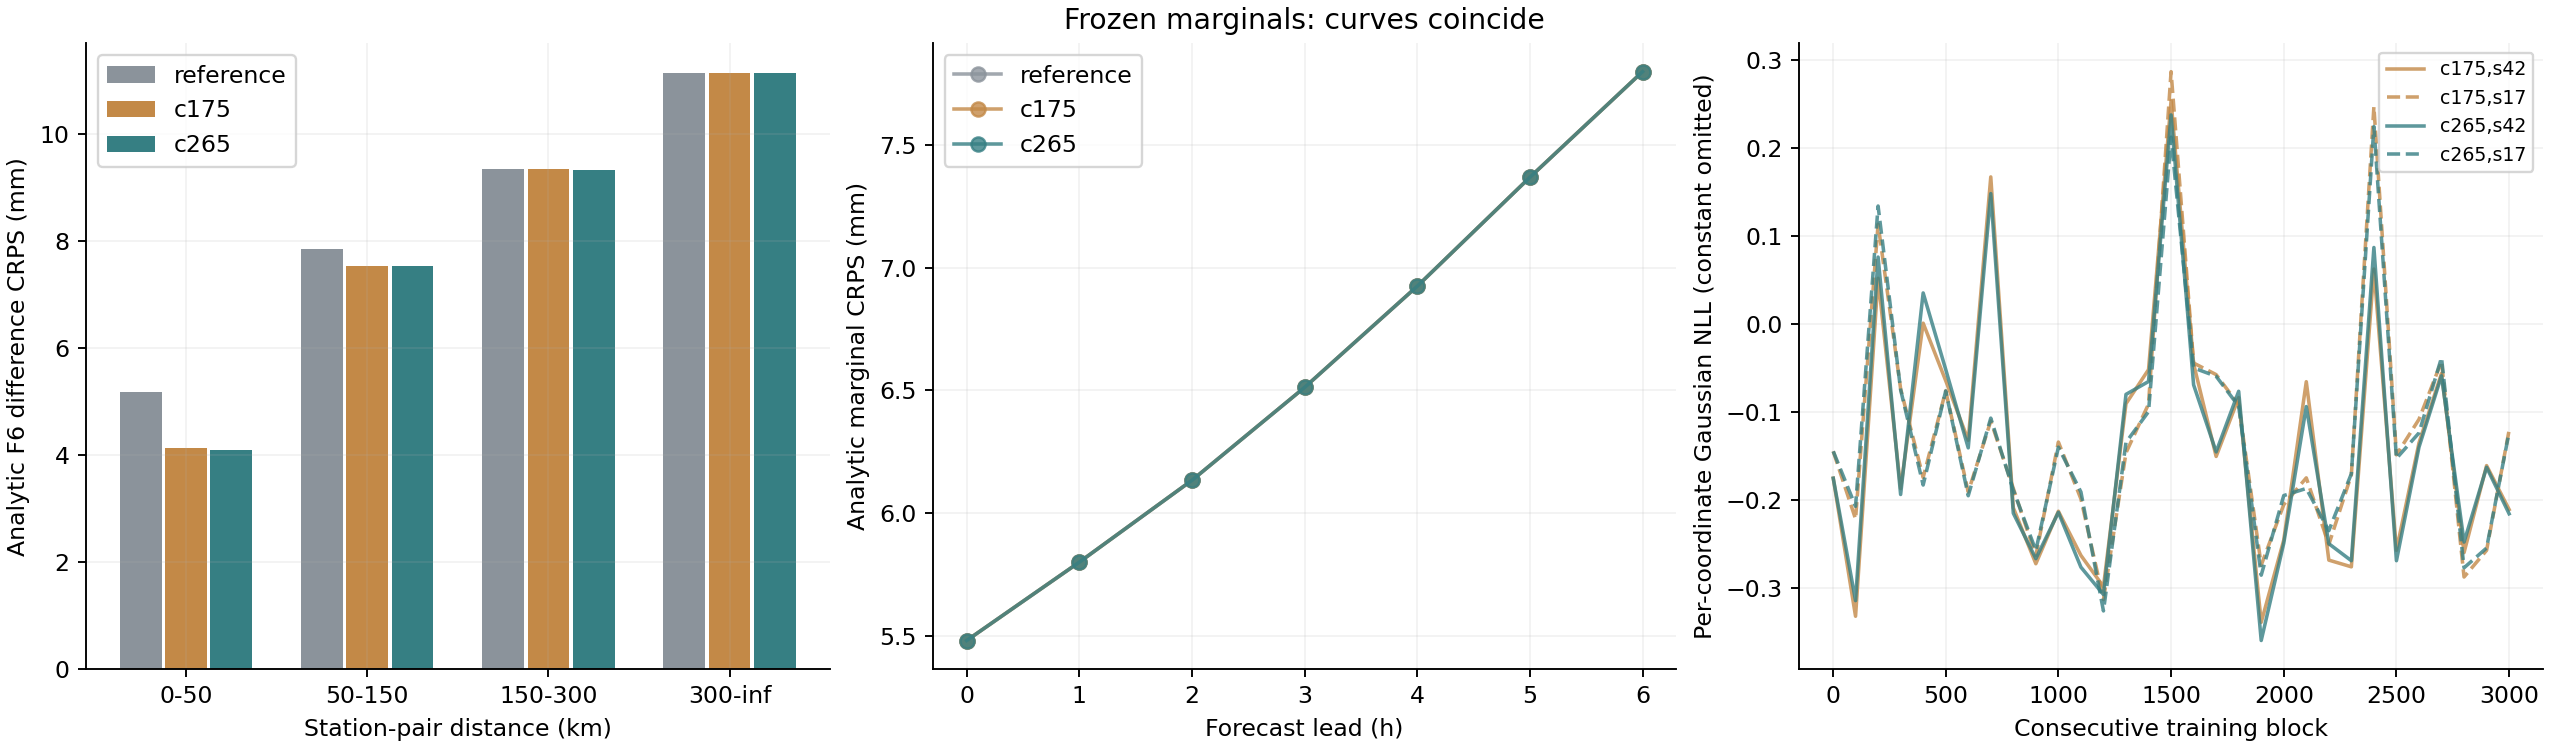 Analytic F6 difference CRPS (mm)
10
8
6
4
2
0
reference
c175
c265
0-50
50-150
150-300
300-inf
Station-pair distance (km)
Frozen marginals: curves coincide
Analytic marginal CRPS (mm)
7.5
7.0
6.5
6.0
5.5
reference
c175
c265
0
1
2
3
4
5
6
Forecast lead (h)
Per-coordinate Gaussian NLL (constant omitted)
0.3
0.2
0.1
0.0
−0.1
−0.2
−0.3
c175,s42
c175,s17
c265,s42
c265,s17
0
500
1000
1500
2000
2500
3000
Consecutive training block